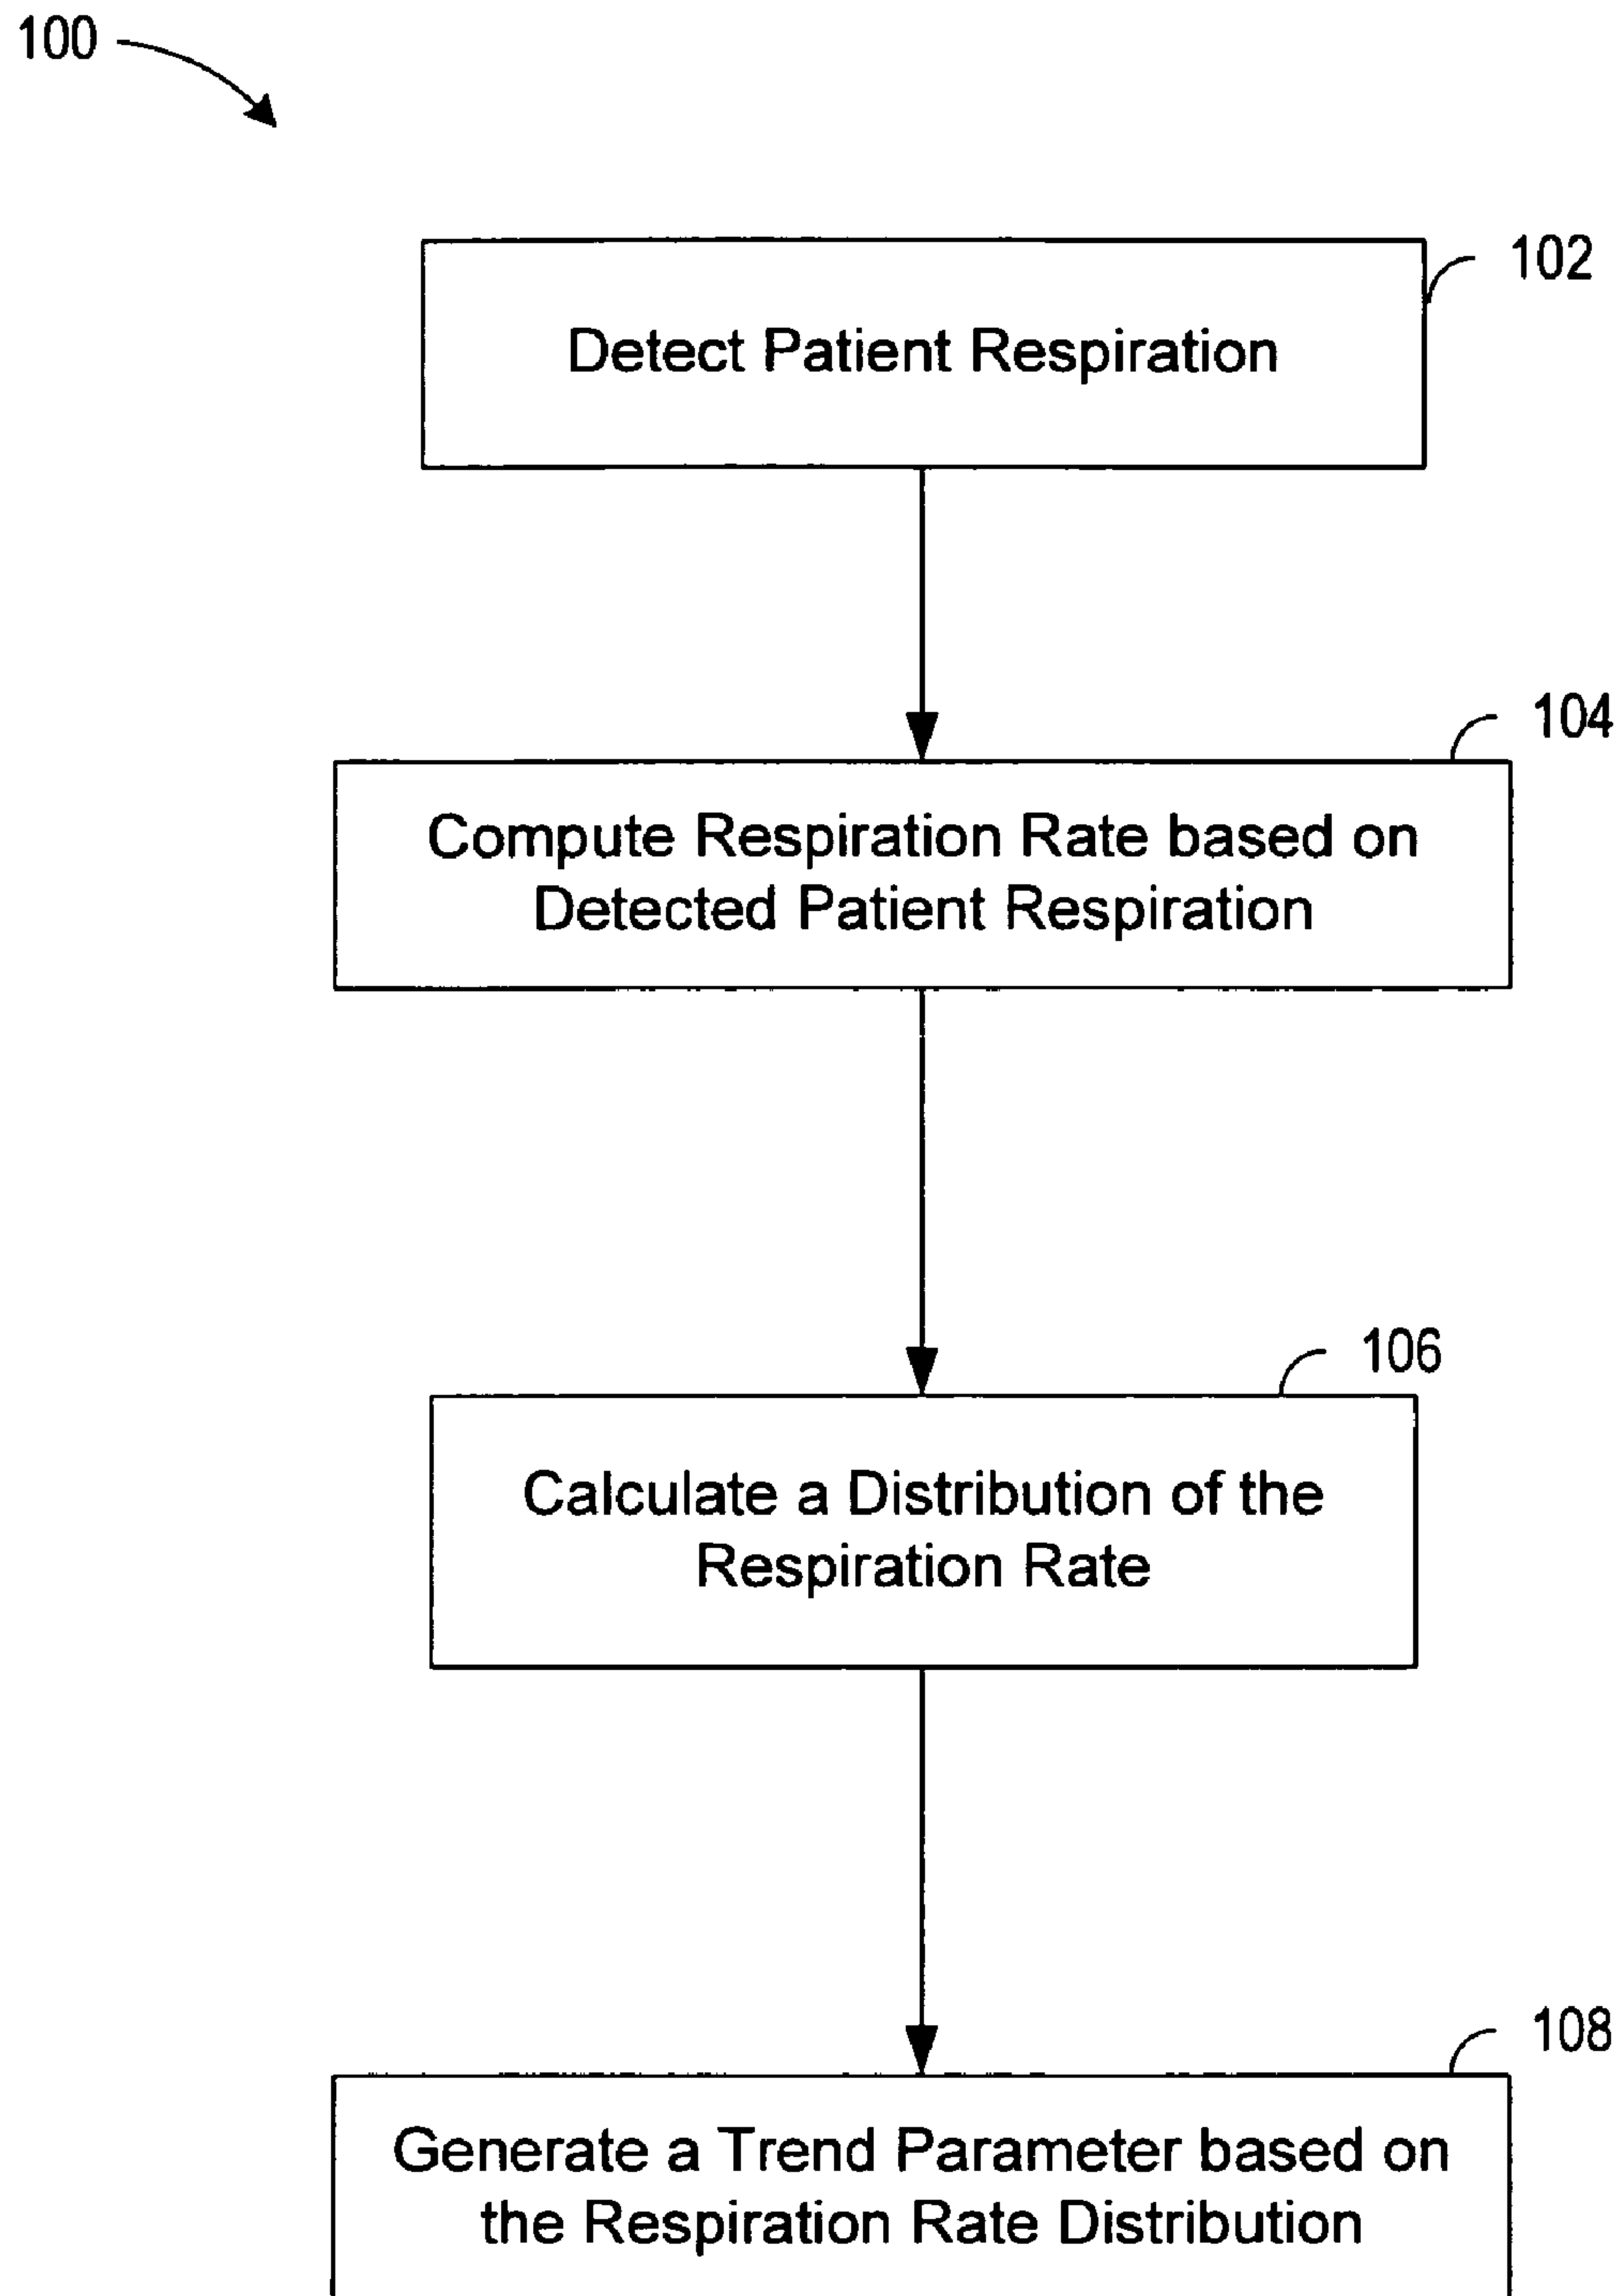 100
102
Detect Patient Respiration
104
Compute Respiration Rate based on
Detected Patient Respiration
106
Calculate a Distribution of the
Respiration Rate
108
Generate a Trend Parameter based on
the Respiration Rate Distribution